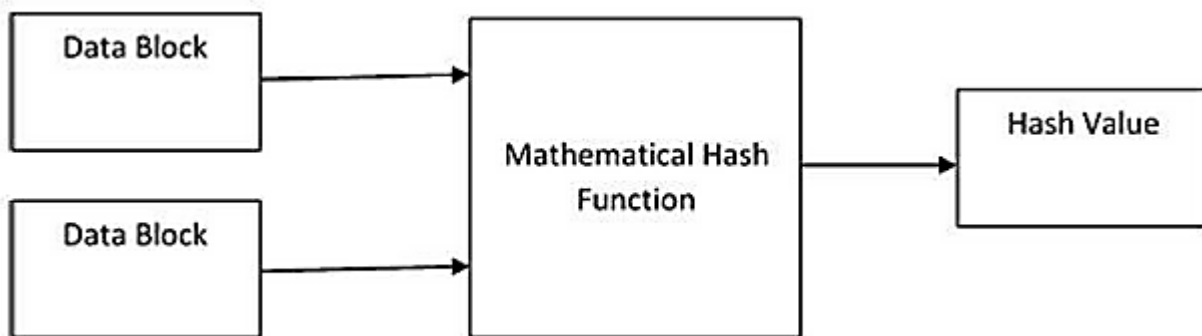 Data Block
Data Block
Mathematical Hash
Function
Hash Value